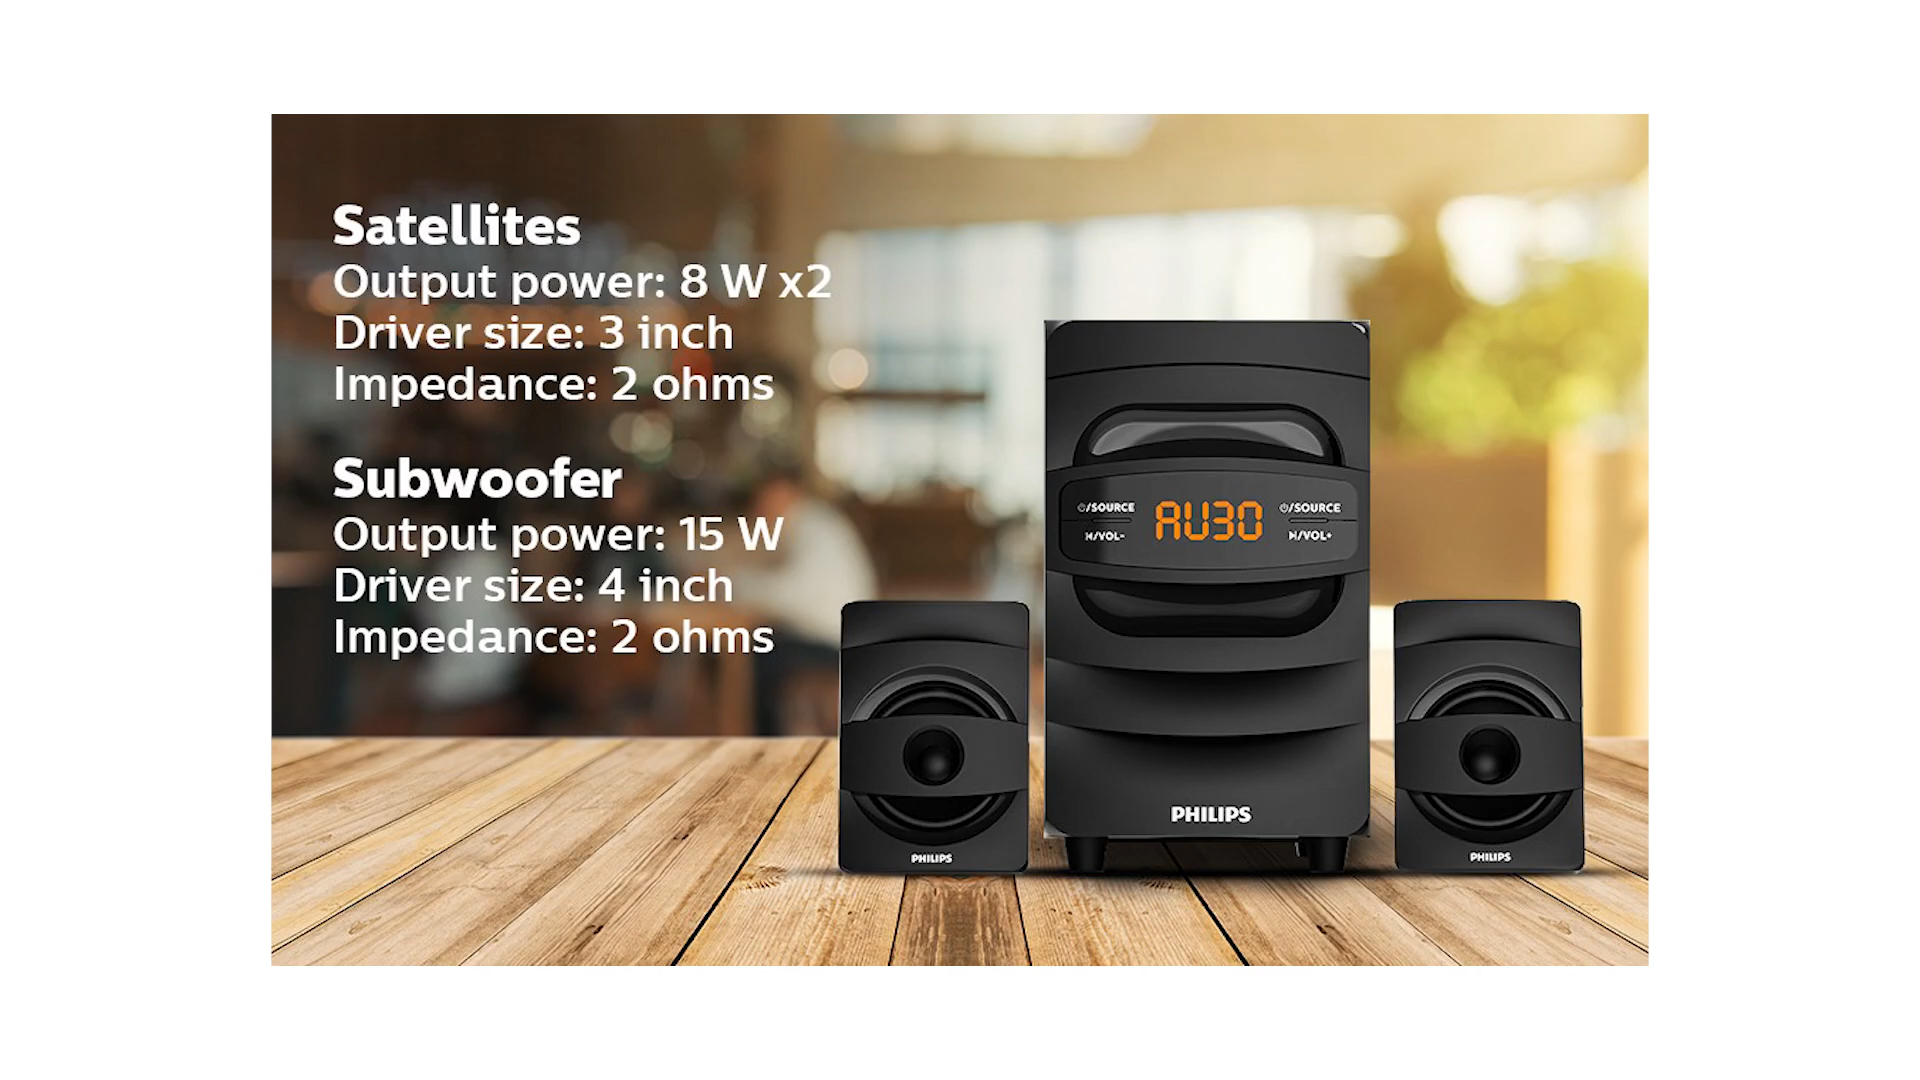 Satellites
Output power: 8 W x2
Driver size: 3 inch
Impedance: 2 ohms
Subwoofer
Output power: 15 W
Driver size: 4 inch
Impedance: 2 ohms
⏻/SOURCE
AU30
⏻/SOURCE
⏮/VOL-
⏭/VOL+
PHILIPS
PHILIPS
PHILIPS